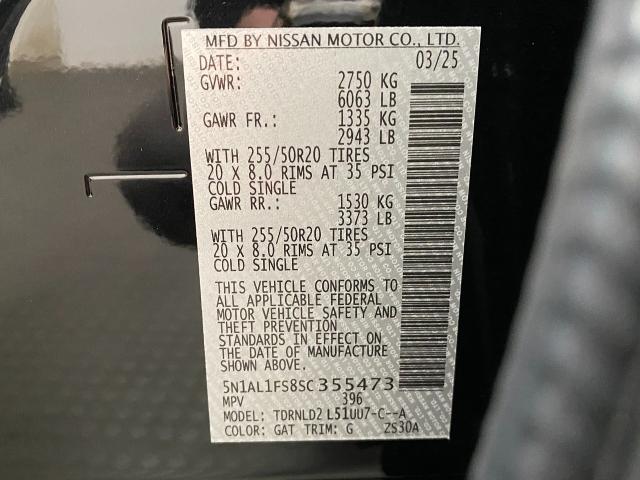 MFD BY NISSAN MOTOR CO., LTD.
DATE: 03/25
GVWR: 2750 KG
6063 LB
GAWR FR.: 1335 KG
2943 LB
WITH 255/50R20 TIRES
20 X 8.0 RIMS AT 35 PSI
COLD SINGLE
GAWR RR.: 1530 KG
3373 LB
WITH 255/50R20 TIRES
20 X 8.0 RIMS AT 35 PSI
COLD SINGLE
THIS VEHICLE CONFORMS TO
ALL APPLICABLE FEDERAL
MOTOR VEHICLE SAFETY AND
THEFT PREVENTION
STANDARDS IN EFFECT ON
THE DATE OF MANUFACTURE
SHOWN ABOVE.
5N1AL1FS8SC355473
MPV 396
MODEL: TDRNLD2 L51UU7-C--A
COLOR: GAT TRIM: G ZS30A